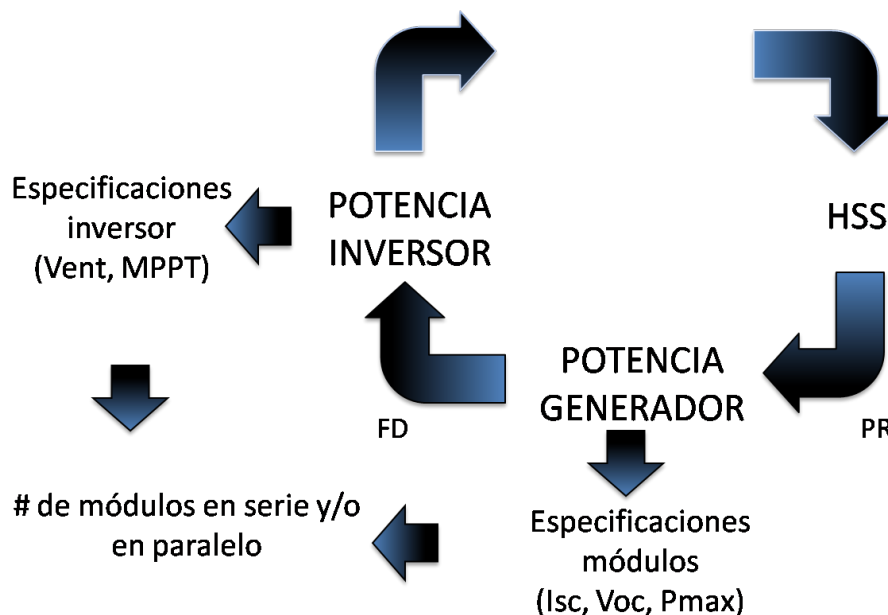 Especificaciones
inversor
(Vent, MPPT)
POTENCIA
INVERSOR
HSS
POTENCIA
GENERADOR
FD
PR
# de módulos en serie y/o
en paralelo
Especificaciones
módulos
(Isc, Voc, Pmax)